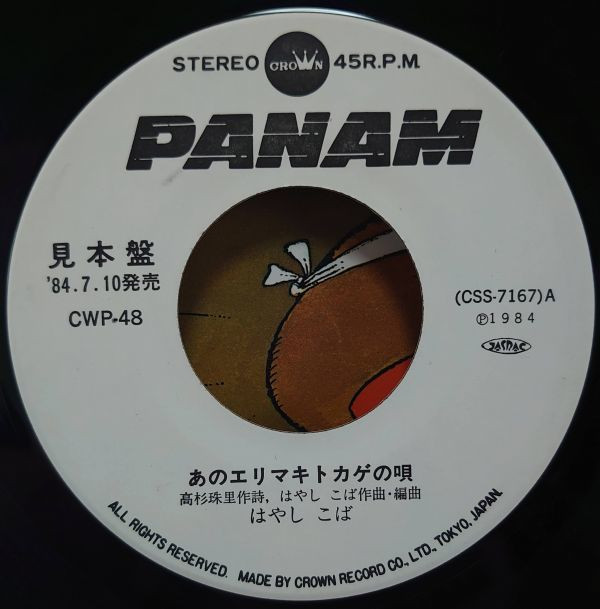 STEREO CROWN 45R.P.M.
PANAM
見本盤
'84.7.10発売
CWP-48
(CSS-7167)A
Ⓟ1984
JASRAC
あのエリマキトカゲの唄
高杉珠里作詩, はやし こば作曲・編曲
はやし こば
ALL RIGHTS RESERVED. MADE BY CROWN RECORD CO., LTD., TOKYO, JAPAN.